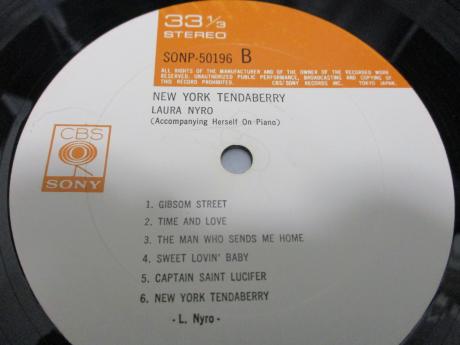 33 1/3
STEREO
SONP-50196 B
ALL RIGHTS OF THE MANUFACTURER AND OF THE OWNER OF THE RECORDED WORK
RESERVED. UNAUTHORIZED PUBLIC PERFORMANCE, BROADCASTING AND COPYING OF
THIS RECORD PROHIBITED. CBS/SONY RECORDS INC. TOKYO JAPAN.
NEW YORK TENDABERRY
LAURA NYRO
(Accompanying Herself On Piano)
CBS
SONY
1. GIBSOM STREET
2. TIME AND LOVE
3. THE MAN WHO SENDS ME HOME
4. SWEET LOVIN' BABY
5. CAPTAIN SAINT LUCIFER
6. NEW YORK TENDABERRY
- L. Nyro -